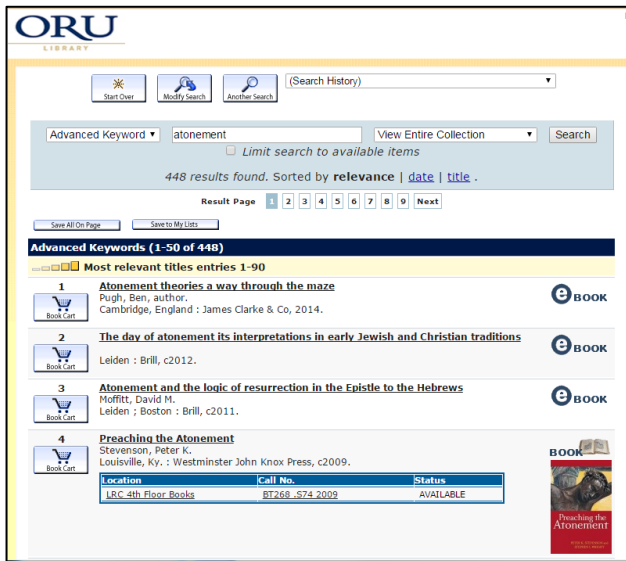 ORU
LIBRARY
Start Over
Modify Search
Another Search
(Search History)
Advanced Keyword
atonement
View Entire Collection
Search
Limit search to available items
448 results found. Sorted by relevance | date | title .
Result Page 1 2 3 4 5 6 7 8 9 Next
Save All On Page
Save to My Lists
Advanced Keywords (1-50 of 448)
Most relevant titles entries 1-90
1
Book Cart
Atonement theories a way through the maze
Pugh, Ben, author.
Cambridge, England : James Clarke & Co, 2014.
e BOOK
2
Book Cart
The day of atonement its interpretations in early Jewish and Christian traditions
Leiden : Brill, c2012.
e BOOK
3
Book Cart
Atonement and the logic of resurrection in the Epistle to the Hebrews
Moffitt, David M.
Leiden ; Boston : Brill, c2011.
e BOOK
4
Book Cart
Preaching the Atonement
Stevenson, Peter K.
Louisville, Ky. : Westminster John Knox Press, c2009.
Location Call No. Status
LRC 4th Floor Books BT268 .S74 2009 AVAILABLE
BOOK
Preaching the
Atonement